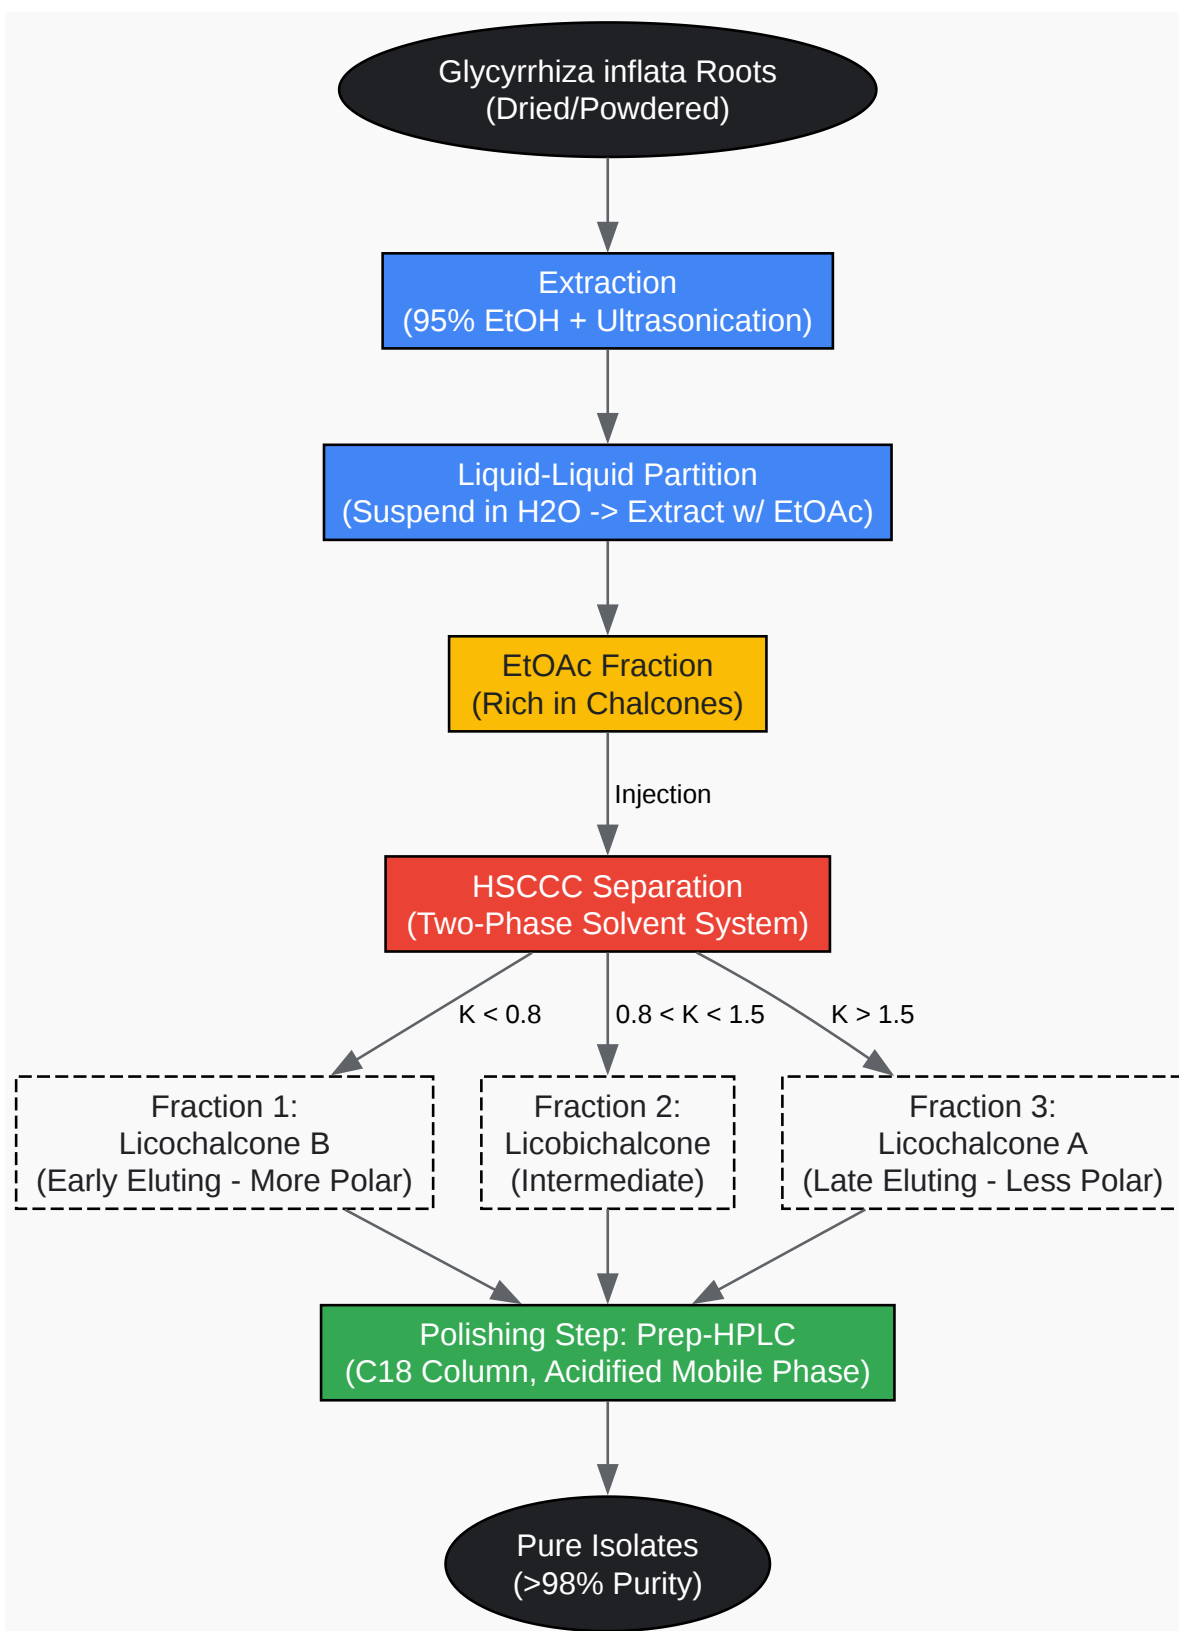 Glycyrrhiza inflata Roots
(Dried/Powdered)
Extraction
(95% EtOH + Ultrasonication)
Liquid-Liquid Partition
(Suspend in H2O -> Extract w/ EtOAc)
EtOAc Fraction
(Rich in Chalcones)
Injection
HSCCC Separation
(Two-Phase Solvent System)
K < 0.8
0.8 < K < 1.5
K > 1.5
Fraction 1:
Licochalcone B
(Early Eluting - More Polar)
Fraction 2:
Licobichalcone
(Intermediate)
Fraction 3:
Licochalcone A
(Late Eluting - Less Polar)
Polishing Step: Prep-HPLC
(C18 Column, Acidified Mobile Phase)
Pure Isolates
(>98% Purity)